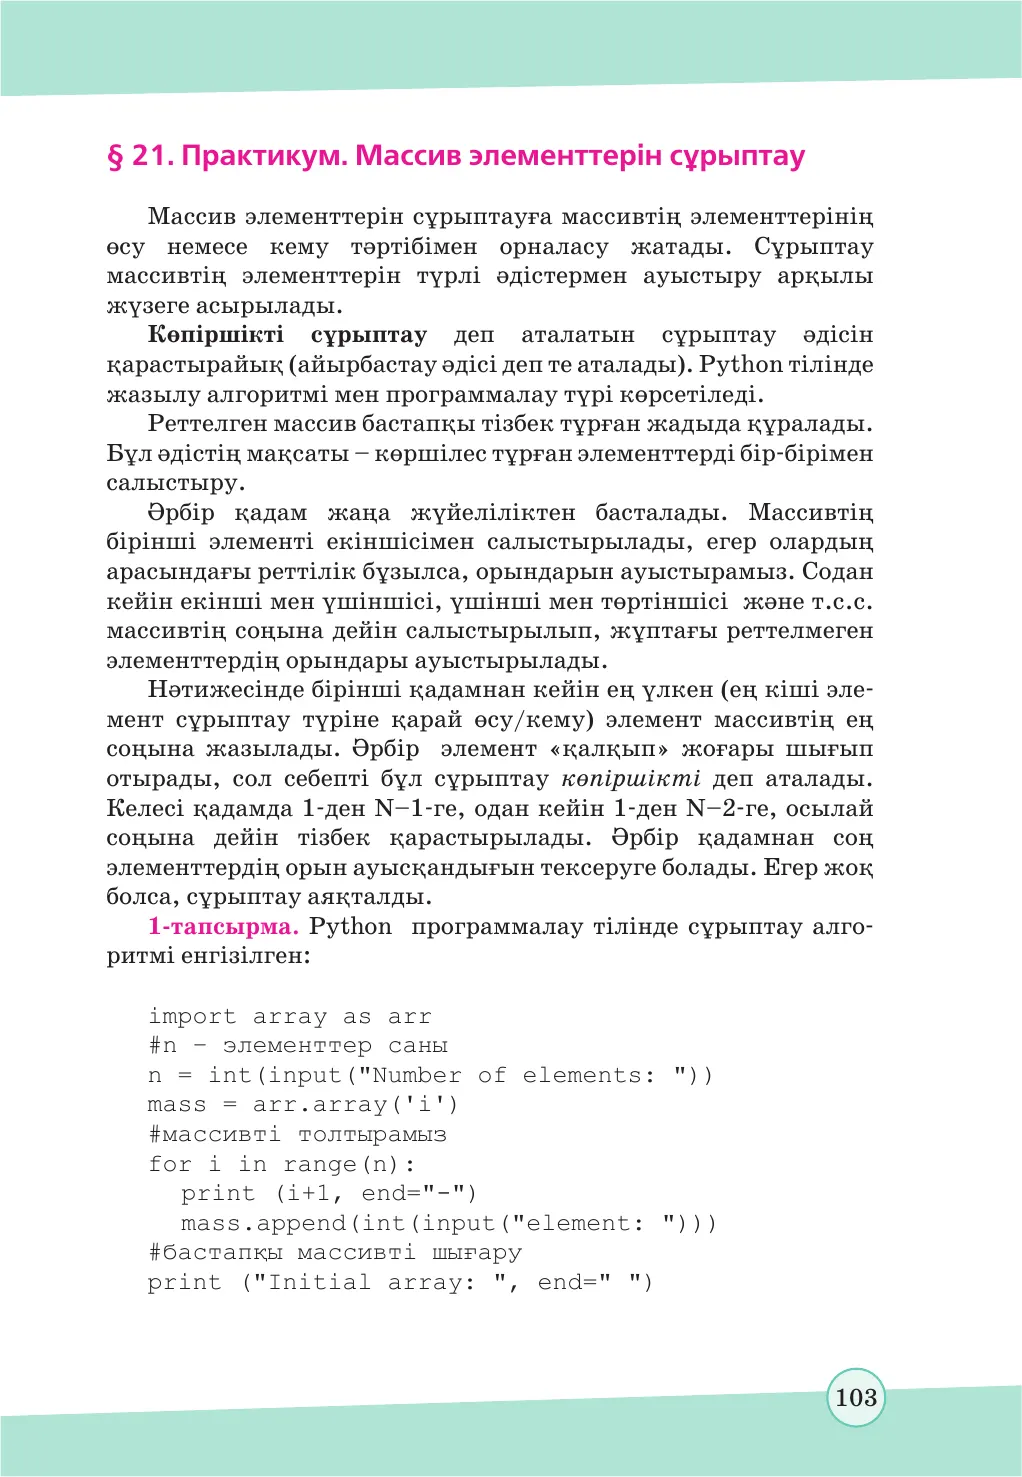 § 21. Практикум. Массив элементтерін сұрыптау
Массив элементтерін сұрыптауға массивтің элементтерінің
өсу немесе кему тәртібімен орналасу жатады. Сұрыптау
массивтің элементтерін түрлі әдістермен ауыстыру арқылы
жүзеге асырылады.
Көпіршікті сұрыптау деп аталатын сұрыптау әдісін
қарастырайық (айырбастау әдісі деп те аталады). Python тілінде
жазылу алгоритмі мен программалау түрі көрсетіледі.
Реттелген массив бастапқы тізбек тұрған жадыда құралады.
Бұл әдістің мақсаты – көршілес тұрған элементтерді бір-бірімен
салыстыру.
Әрбір қадам жаңа жүйеліліктен басталады. Массивтің
бірінші элементі екіншісімен салыстырылады, егер олардың
арасындағы реттілік бұзылса, орындарын ауыстырамыз. Содан
кейін екінші мен үшіншісі, үшінші мен төртіншісі және т.с.с.
массивтің соңына дейін салыстырылып, жұптағы реттелмеген
элементтердің орындары ауыстырылады.
Нәтижесінде бірінші қадамнан кейін ең үлкен (ең кіші эле-
мент сұрыптау түріне қарай өсу/кему) элемент массивтің ең
соңына жазылады. Әрбір элемент «қалқып» жоғары шығып
отырады, сол себепті бұл сұрыптау көпіршікті деп аталады.
Келесі қадамда 1-ден N–1-ге, одан кейін 1-ден N–2-ге, осылай
соңына дейін тізбек қарастырылады. Әрбір қадамнан соң
элементтердің орын ауысқандығын тексеруге болады. Егер жоқ
болса, сұрыптау аяқталды.
1-тапсырма. Python программалау тілінде сұрыптау алго-
ритмі енгізілген:
import array as arr
#n – элементтер саны
n = int(input("Number of elements: "))
mass = arr.array('i')
#массивті толтырамыз
for i in range(n):
print (i+1, end="-")
mass.append(int(input("element: ")))
#бастапқы массивті шығару
print ("Initial array: ", end=" ")
103